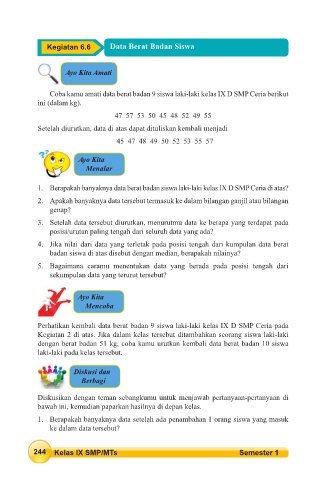 Kegiatan 6.6 Data Berat Badan Siswa
Ayo Kita Amati
Coba kamu amati data berat badan 9 siswa laki-laki kelas IX D SMP Ceria berikut
ini (dalam kg).
47 57 53 50 45 48 52 49 55
Setelah diurutkan, data di atas dapat dituliskan kembali menjadi
45 47 48 49 50 52 53 55 57
Ayo Kita
Menalar
1. Berapakah banyaknya data berat badan siswa laki-laki kelas IX D SMP Ceria di atas?
2. Apakah banyaknya data tersebut termasuk ke dalam bilangan ganjil atau bilangan
genap?
3. Setelah data tersebut diurutkan, menurutmu data ke berapa yang terdapat pada
posisi/urutan paling tengah dari seluruh data yang ada?
4. Jika nilai dari data yang terletak pada posisi tengah dari kumpulan data berat
badan siswa di atas disebut dengan median, berapakah nilainya?
5. Bagaimana caramu menentukan data yang berada pada posisi tengah dari
sekumpulan data yang terurut tersebut?
Ayo Kita
Mencoba
Perhatikan kembali data berat badan 9 siswa laki-laki kelas IX D SMP Ceria pada
Kegiatan 2 di atas. Jika dalam kelas tersebut ditambahkan seorang siswa laki-laki
dengan berat badan 51 kg, coba kamu urutkan kembali data berat badan 10 siswa
laki-laki pada kelas tersebut.
Diskusi dan
Berbagi
Diskusikan dengan teman sebangkumu untuk menjawab pertanyaan-pertanyaan di
bawah ini, kemudian paparkan hasilnya di depan kelas.
1. Berapakah banyaknya data setelah ada penambahan 1 orang siswa yang masuk
ke dalam data tersebut?
244 Kelas IX SMP/MTs Semester 1